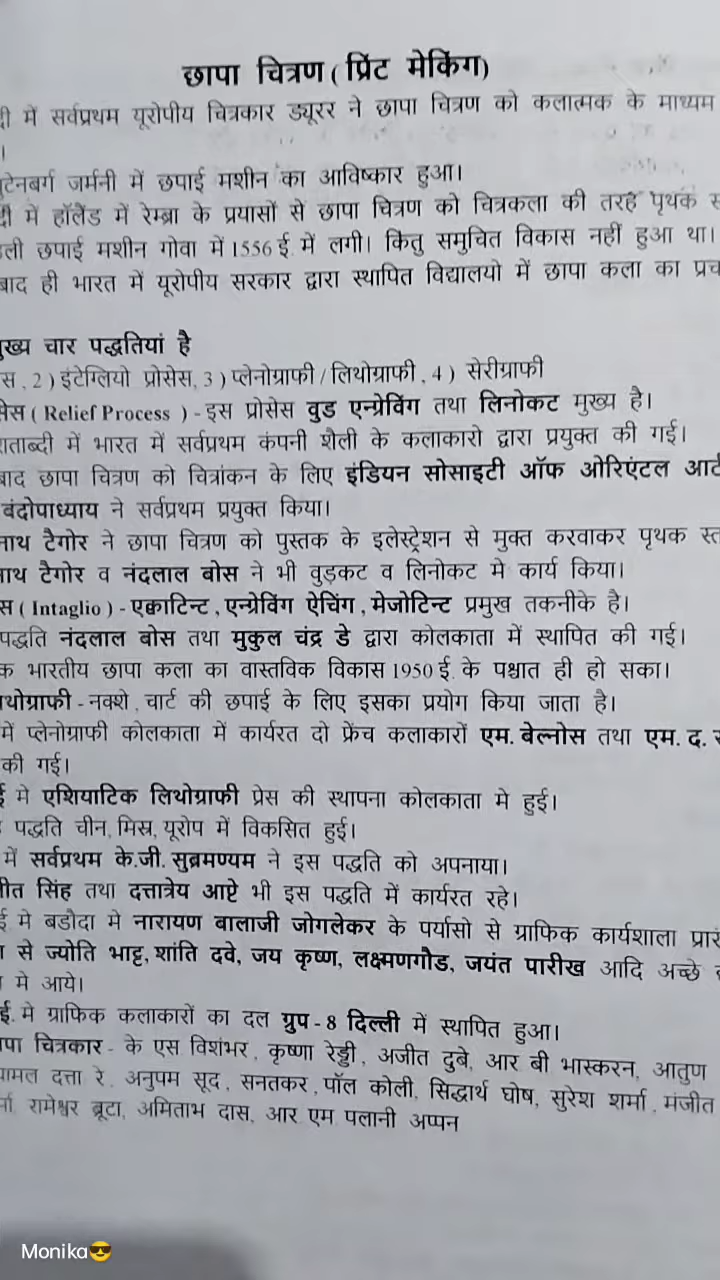 छापा चित्रण ( प्रिंट मेकिंग)
में सर्वप्रथम यूरोपीय चित्रकार ड्यूरर ने छापा चित्रण को कलात्मक के माध्यम
।
टेनबर्ग जर्मनी में छपाई मशीन का आविष्कार हुआ।
में हॉलैंड में रेम्ब्रा के प्रयासों से छापा चित्रण को चित्रकला की तरह पृथक
ली छपाई मशीन गोवा में 1556 ई. में लगी। किंतु समुचित विकास नहीं हुआ था।
बाद ही भारत में यूरोपीय सरकार द्वारा स्थापित विद्यालयो में छापा कला का प्रच
ख्य चार पद्धतियां है
स, 2 ) इंटेग्लियो प्रोसेस, 3 ) प्लेनोग्राफी / लिथोग्राफी , 4 ) सेरीग्राफी
सेस ( Relief Process ) - इस प्रोसेस वुड एन्ग्रेविंग तथा लिनोकट मुख्य है।
शताब्दी में भारत में सर्वप्रथम कंपनी शैली के कलाकारो द्वारा प्रयुक्त की गई।
बाद छापा चित्रण को चित्रांकन के लिए इंडियन सोसाइटी ऑफ ओरिएंटल आर्ट
बंदोपाध्याय ने सर्वप्रथम प्रयुक्त किया।
नाथ टैगोर ने छापा चित्रण को पुस्तक के इलेस्ट्रेशन से मुक्त करवाकर पृथक स्त
नाथ टैगोर व नंदलाल बोस ने भी वुडकट व लिनोकट मे कार्य किया।
स ( Intaglio ) - एक्वाटिन्ट , एन्ग्रेविंग ऐचिंग , मेजोटिन्ट प्रमुख तकनीके है।
पद्धति नंदलाल बोस तथा मुकुल चंद्र डे द्वारा कोलकाता में स्थापित की गई।
क भारतीय छापा कला का वास्तविक विकास 1950 ई. के पश्चात ही हो सका।
थोग्राफी - नक्शे , चार्ट की छपाई के लिए इसका प्रयोग किया जाता है।
में प्लेनोग्राफी कोलकाता में कार्यरत दो फ्रेंच कलाकारों एम. बेल्नोस तथा एम. द.
की गई।
ई मे एशियाटिक लिथोग्राफी प्रेस की स्थापना कोलकाता मे हुई।
पद्धति चीन, मिस्र, यूरोप में विकसित हुई।
में सर्वप्रथम के.जी. सुब्रमण्यम ने इस पद्धति को अपनाया।
ीत सिंह तथा दत्तात्रेय आप्टे भी इस पद्धति में कार्यरत रहे।
ई मे बडौदा मे नारायण बालाजी जोगलेकर के पर्यासो से ग्राफिक कार्यशाला प्रारं
से ज्योति भाट्ट, शांति दवे, जय कृष्ण, लक्ष्मणगौड, जयंत पारीख आदि अच्छे
मे आये।
ई. मे ग्राफिक कलाकारों का दल ग्रुप - 8 दिल्ली में स्थापित हुआ।
पा चित्रकार - के एस विशंभर , कृष्णा रेड्डी , अजीत दुबे, आर बी भास्करन, आतुण
ामल दत्ता रे , अनुपम सूद , सनतकर , पॉल कोली, सिद्धार्थ घोष, सुरेश शर्मा , मंजीत
र्मा, रामेश्वर ब्रूटा, अमिताभ दास, आर एम पलानी अप्पन
Monika😎